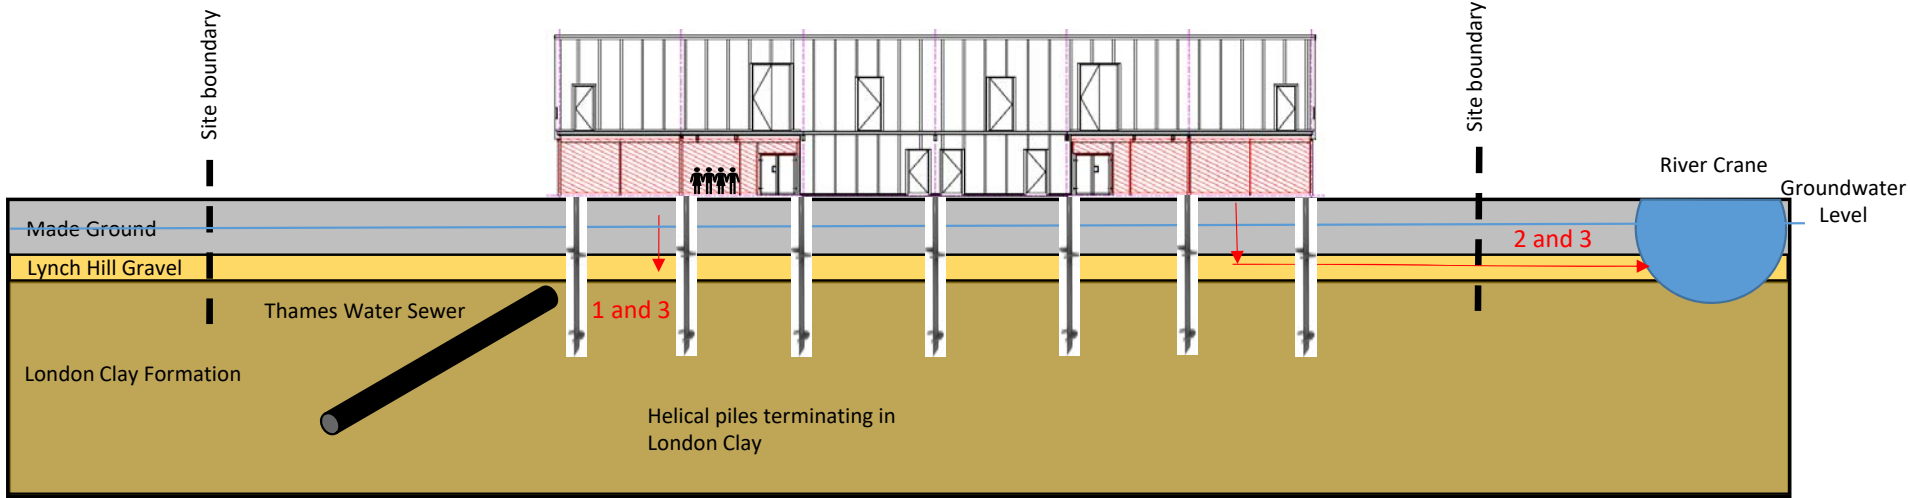 Site boundary
Site boundary
River Crane
Groundwater
Level
Made Ground
2 and 3
Lynch Hill Gravel
Thames Water Sewer
1 and 3
London Clay Formation
Helical piles terminating in
London Clay